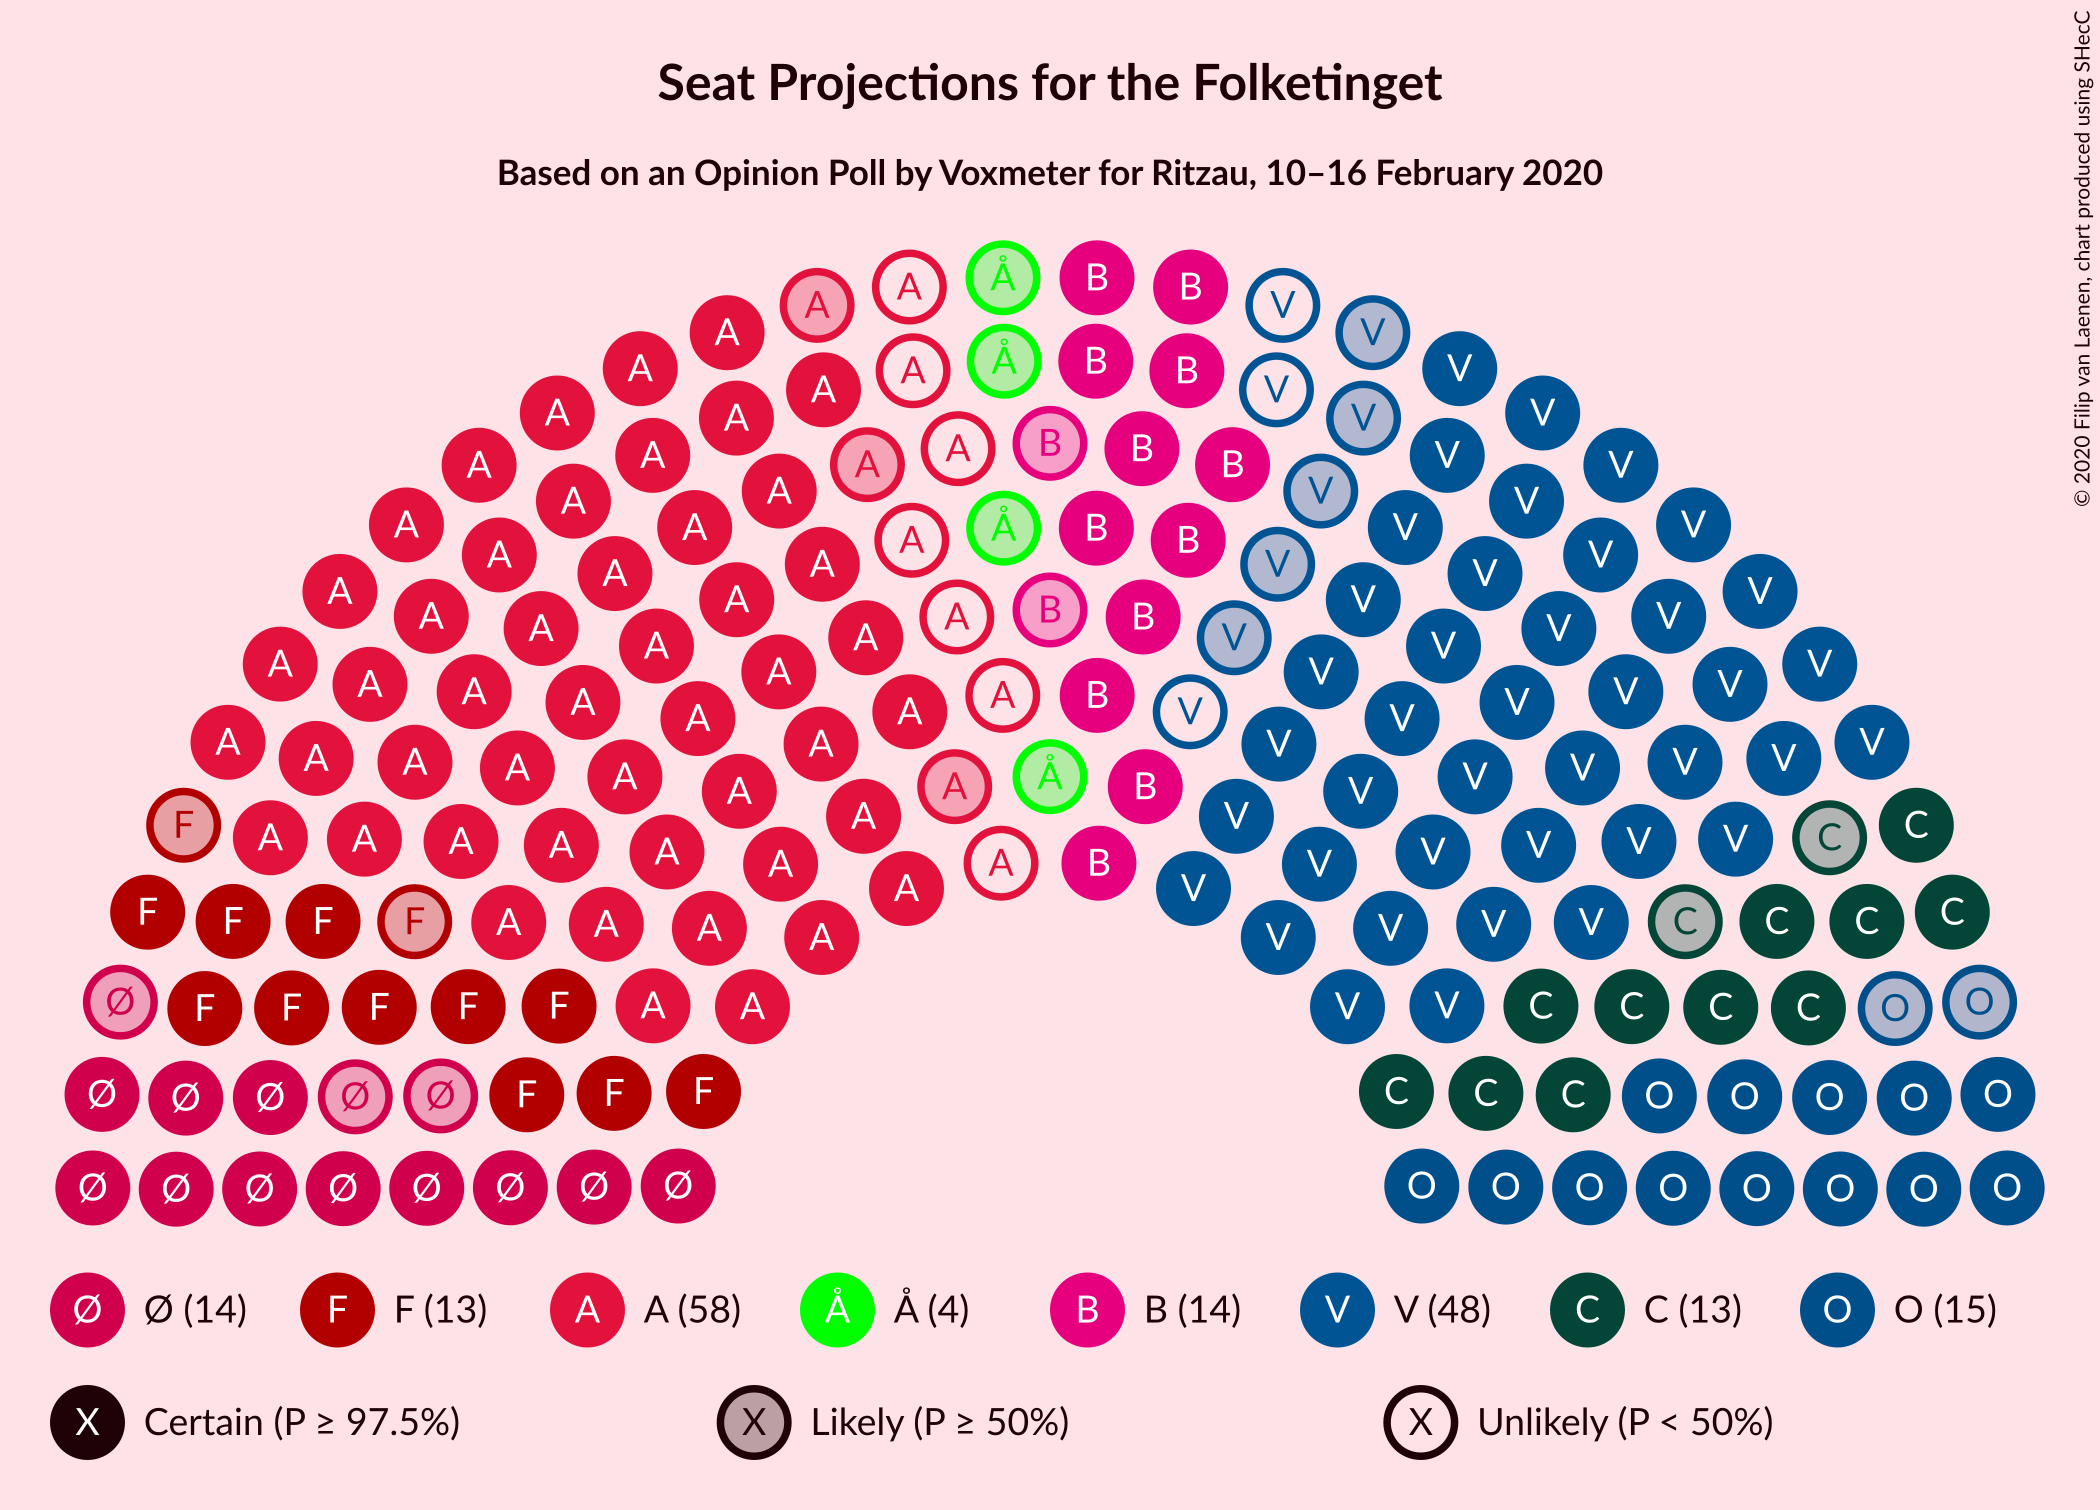 Seat Projections for the Folketinget
Based on an Opinion Poll by Voxmeter for Ritzau, 10–16 February 2020
© 2020 Filip van Laenen, chart produced using SHecC
A A Å B B V V
A A A Å B B V V V
A A A A A B B B V V V V
A A A A A A Å B B V V V V V
A A A A A A A A B B V V V V V V
A A A A A A A A A A B V V V V V V V V V
A A A A A A A A A Å B V V V V V V V V
F A A A A A A A A B V V V V V V C C
F F F F A A A A A V V V V V C C C C
Ø F F F F F A A V V C C C C O O
Ø Ø Ø Ø Ø F F F C C C O O O O O
Ø Ø Ø Ø Ø Ø Ø Ø O O O O O O O O
Ø Ø (14) F F (13) A A (58) Å Å (4) B B (14) V V (48) C C (13) O O (15)
X Certain (P ≥ 97.5%) X Likely (P ≥ 50%) X Unlikely (P < 50%)